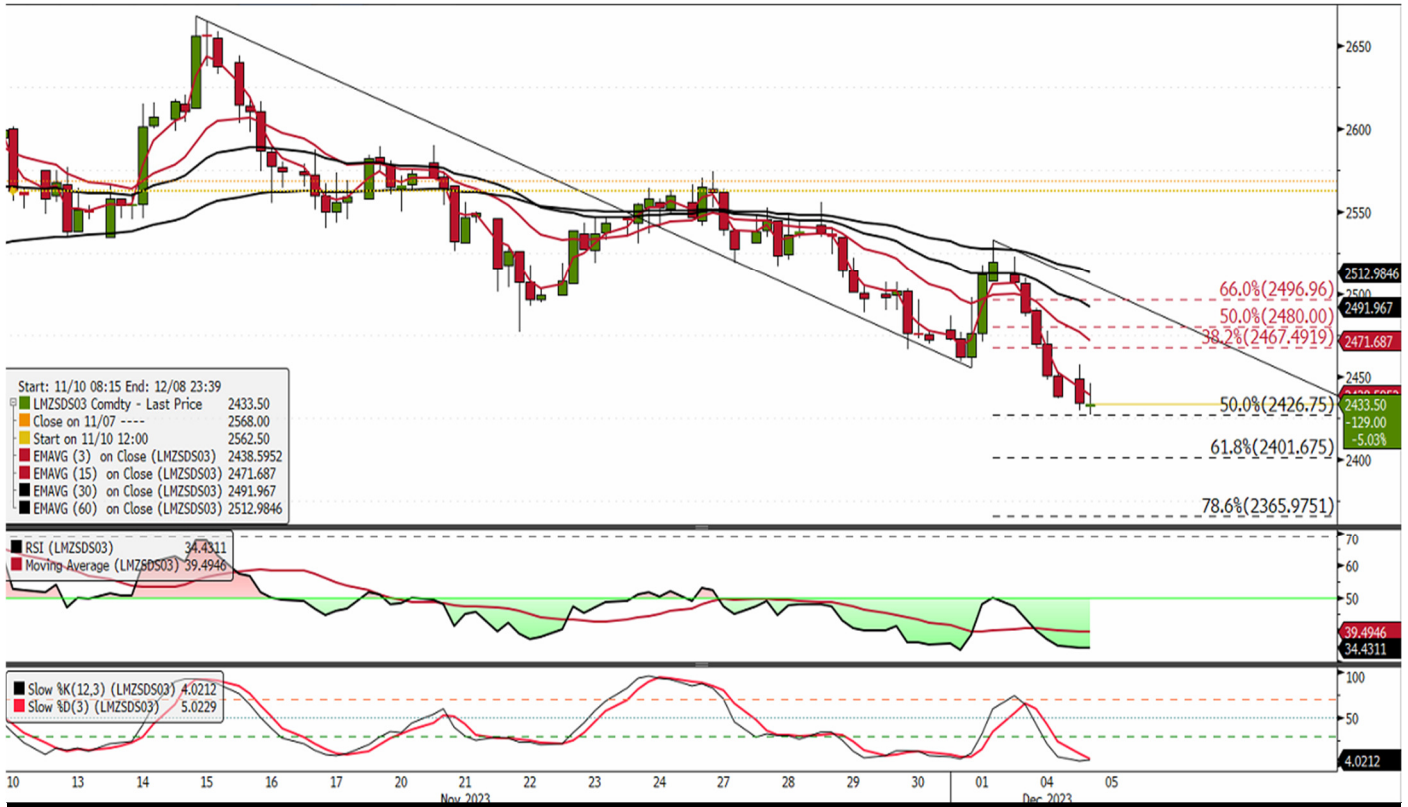 2650
2600
2550
2512.9846
2500
66.0%(2496.96)
2491.967
50.0%(2480.00)
38.2%(2467.4919)
2471.687
2450
Start: 11/10 08:15 End: 12/08 23:39
LMZSDS03 Comdty - Last Price 2433.50
Close on 11/07 ---- 2568.00
Start on 11/10 12:00 2562.50
EMAVG (3) on Close (LMZSDS03) 2438.5952
EMAVG (15) on Close (LMZSDS03) 2471.687
EMAVG (30) on Close (LMZSDS03) 2491.967
EMAVG (60) on Close (LMZSDS03) 2512.9846
50.0%(2426.75)
2433.50
-129.00
-5.03%
61.8%(2401.675)
2400
78.6%(2365.9751)
RSI (LMZSDS03) 34.4311
Moving Average (LMZSDS03) 39.4946
70
60
50
39.4946
34.4311
Slow %K(12,3) (LMZSDS03) 4.0212
Slow %D(3) (LMZSDS03) 5.0229
100
50
4.0212
10 13 14 15 16 17 20 21 22 23 24 27 28 29 30 01 04 05
Nov 2023 Dec 2023